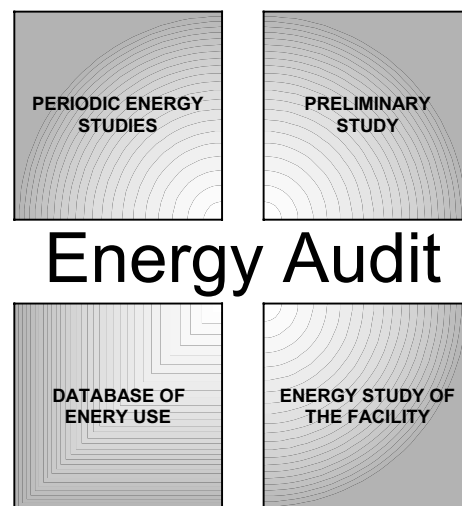 PERIODIC ENERGY
STUDIES
PRELIMINARY
STUDY
Energy Audit
DATABASE OF
ENERY USE
ENERGY STUDY OF
THE FACILITY